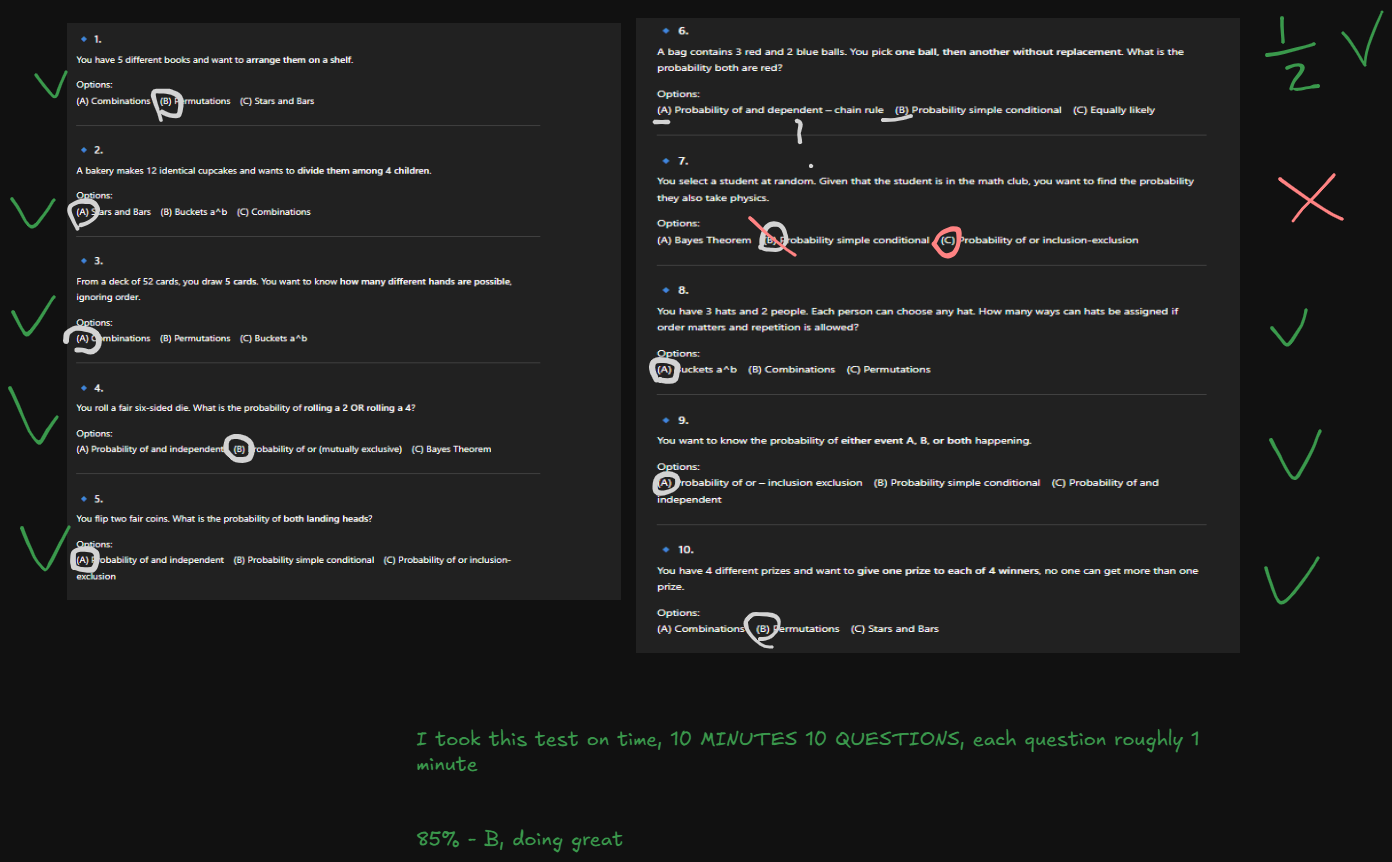 1.
You have 5 different books and want to arrange them on a shelf.
Options:
(A) Combinations (B) Permutations (C) Stars and Bars
2.
A bakery makes 12 identical cupcakes and wants to divide them among 4 children.
Options:
(A) Stars and Bars (B) Buckets a^b (C) Combinations
3.
From a deck of 52 cards, you draw 5 cards. You want to know how many different hands are possible,
ignoring order.
Options:
(A) Combinations (B) Permutations (C) Buckets a^b
4.
You roll a fair six-sided die. What is the probability of rolling a 2 OR rolling a 4?
Options:
(A) Probability of and independent (B) Probability of or (mutually exclusive) (C) Bayes Theorem
5.
You flip two fair coins. What is the probability of both landing heads?
Options:
(A) Probability of and independent (B) Probability simple conditional (C) Probability of or inclusion-
exclusion
6.
A bag contains 3 red and 2 blue balls. You pick one ball, then another without replacement. What is the
probability both are red?
Options:
(A) Probability of and dependent – chain rule (B) Probability simple conditional (C) Equally likely
?
1
2
7.
You select a student at random. Given that the student is in the math club, you want to find the probability
they also take physics.
Options:
(A) Bayes Theorem (B) Probability simple conditional (C) Probability of or inclusion-exclusion
8.
You have 3 hats and 2 people. Each person can choose any hat. How many ways can hats be assigned if
order matters and repetition is allowed?
Options:
(A) Buckets a^b (B) Combinations (C) Permutations
9.
You want to know the probability of either event A, B, or both happening.
Options:
(A) Probability of or – inclusion exclusion (B) Probability simple conditional (C) Probability of and
independent
10.
You have 4 different prizes and want to give one prize to each of 4 winners, no one can get more than one
prize.
Options:
(A) Combinations (B) Permutations (C) Stars and Bars
I took this test on time, 10 MINUTES 10 QUESTIONS, each question roughly 1
minute
85% - B, doing great